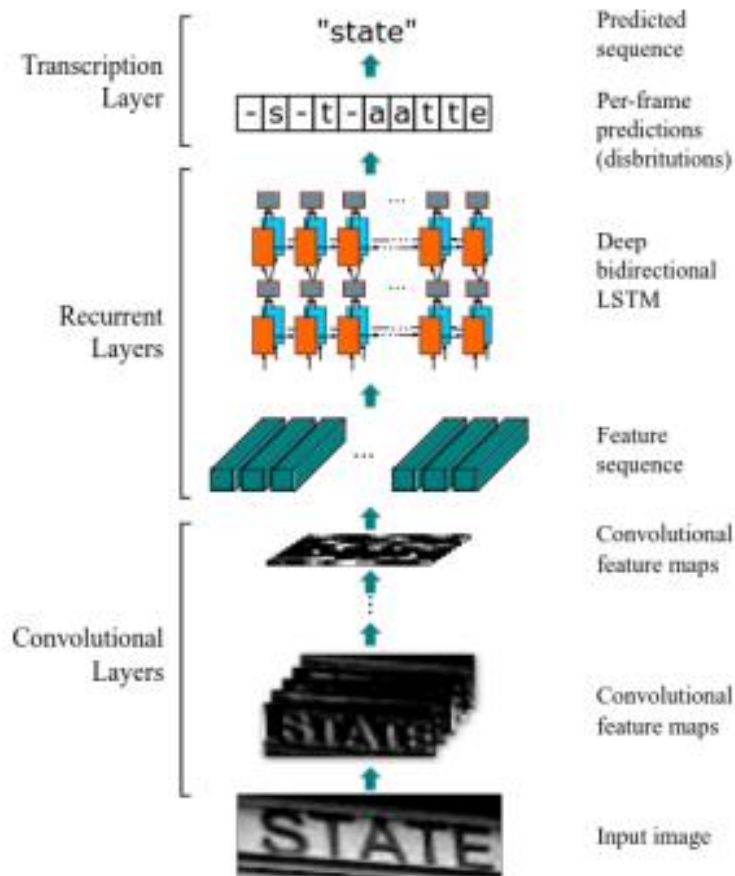 "state"
Predicted
sequence
Transcription
Layer
-s-t-aatte
Per-frame
predictions
(disbritutions)
...
...
Deep
bidirectional
LSTM
Recurrent
Layers
...
Feature
sequence
Convolutional
feature maps
Convolutional
Layers
STATE
Convolutional
feature maps
STATE
Input image